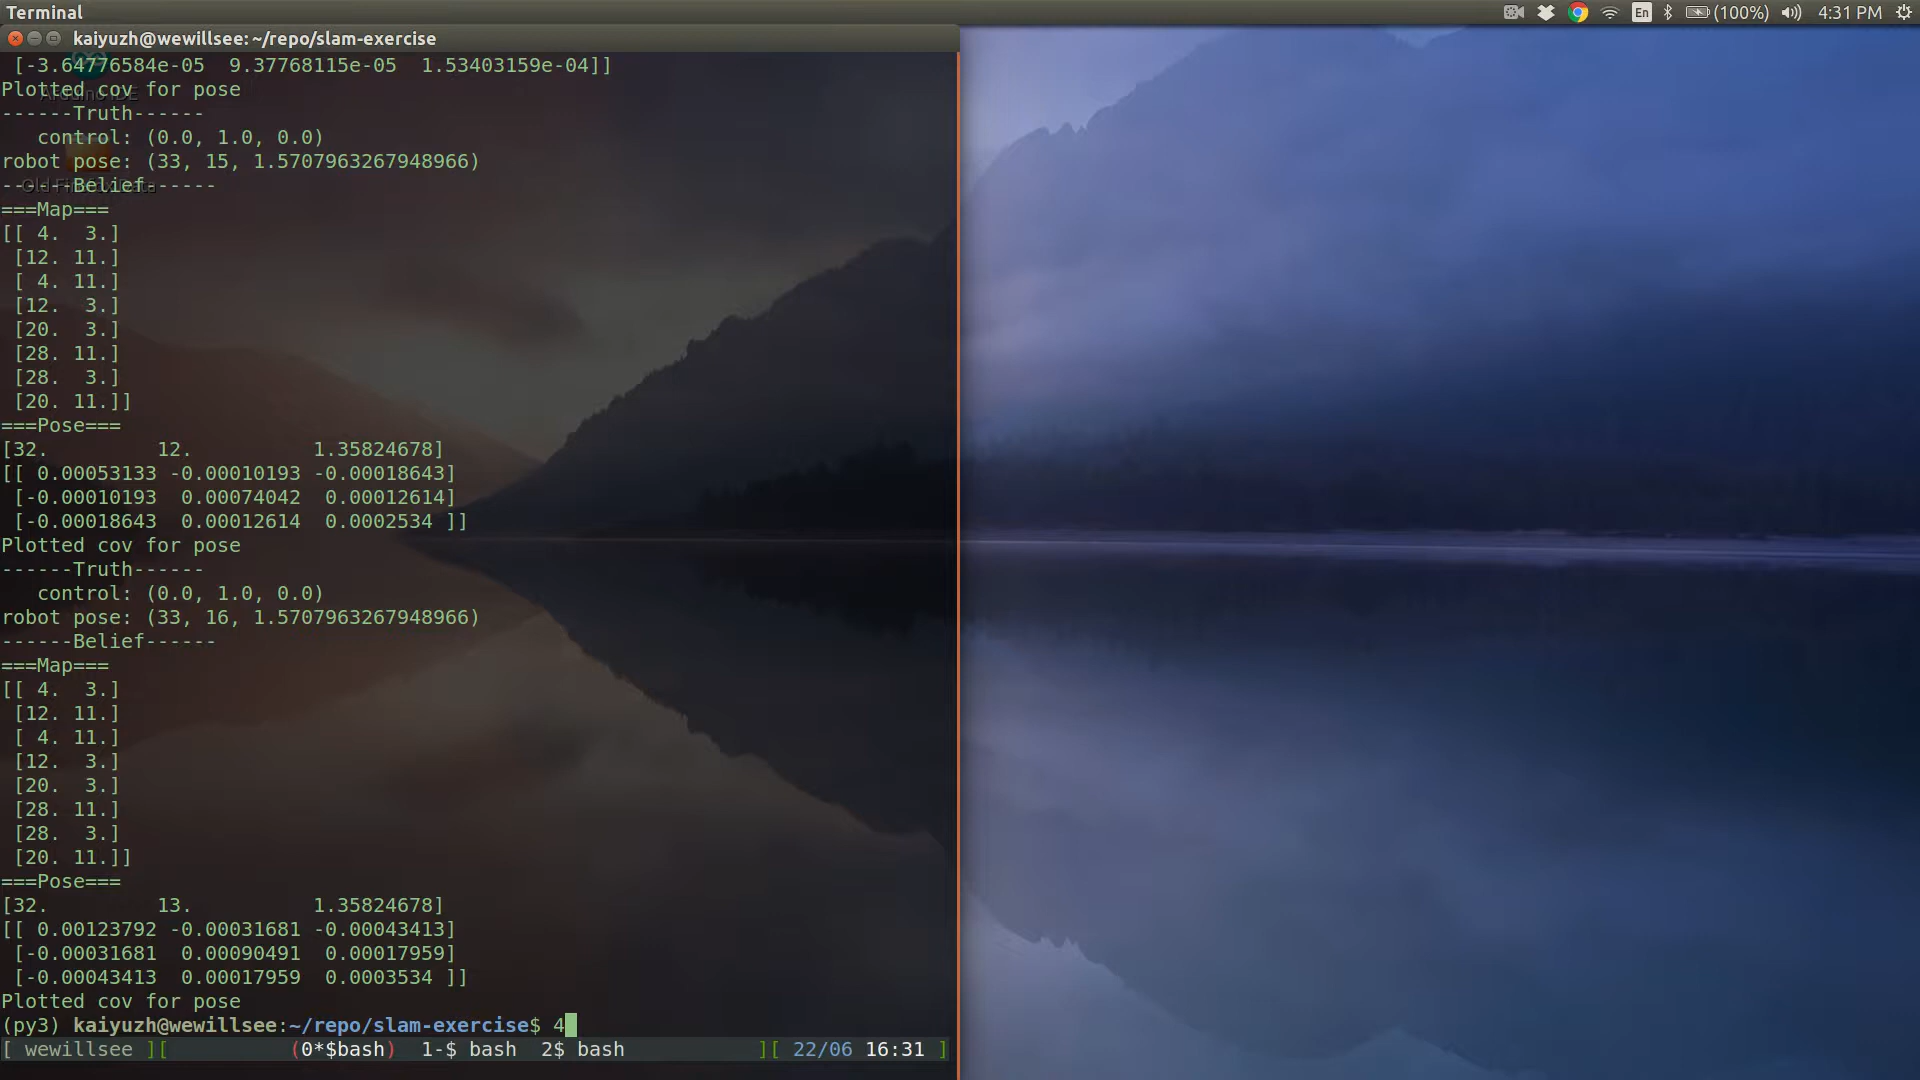 Terminal
En
(100%)
4:31 PM
kaiyuzh@wewillsee: ~/repo/slam-exercise
[-3.64776584e-05  9.37768115e-05  1.53403159e-04]]
Plotted cov for pose
Arduino IDE
------Truth------
   control: (0.0, 1.0, 0.0)
robot pose: (33, 15, 1.5707963267948966)
------Belief------
Old Firefox Data
===Map===
[[ 4.  3.]
 [12. 11.]
 [ 4. 11.]
 [12.  3.]
 [20.  3.]
 [28. 11.]
 [28.  3.]
 [20. 11.]]
===Pose===
[32.         12.          1.35824678]
[[ 0.00053133 -0.00010193 -0.00018643]
 [-0.00010193  0.00074042  0.00012614]
 [-0.00018643  0.00012614  0.0002534 ]]
Plotted cov for pose
------Truth------
   control: (0.0, 1.0, 0.0)
robot pose: (33, 16, 1.5707963267948966)
------Belief------
===Map===
[[ 4.  3.]
 [12. 11.]
 [ 4. 11.]
 [12.  3.]
 [20.  3.]
 [28. 11.]
 [28.  3.]
 [20. 11.]]
===Pose===
[32.         13.          1.35824678]
[[ 0.00123792 -0.00031681 -0.00043413]
 [-0.00031681  0.00090491  0.00017959]
 [-0.00043413  0.00017959  0.0003534 ]]
Plotted cov for pose
(py3) kaiyuzh@wewillsee:~/repo/slam-exercise$ 4
[ wewillsee ][          (0*$bash)  1-$ bash  2$ bash           ][ 22/06 16:31 ]